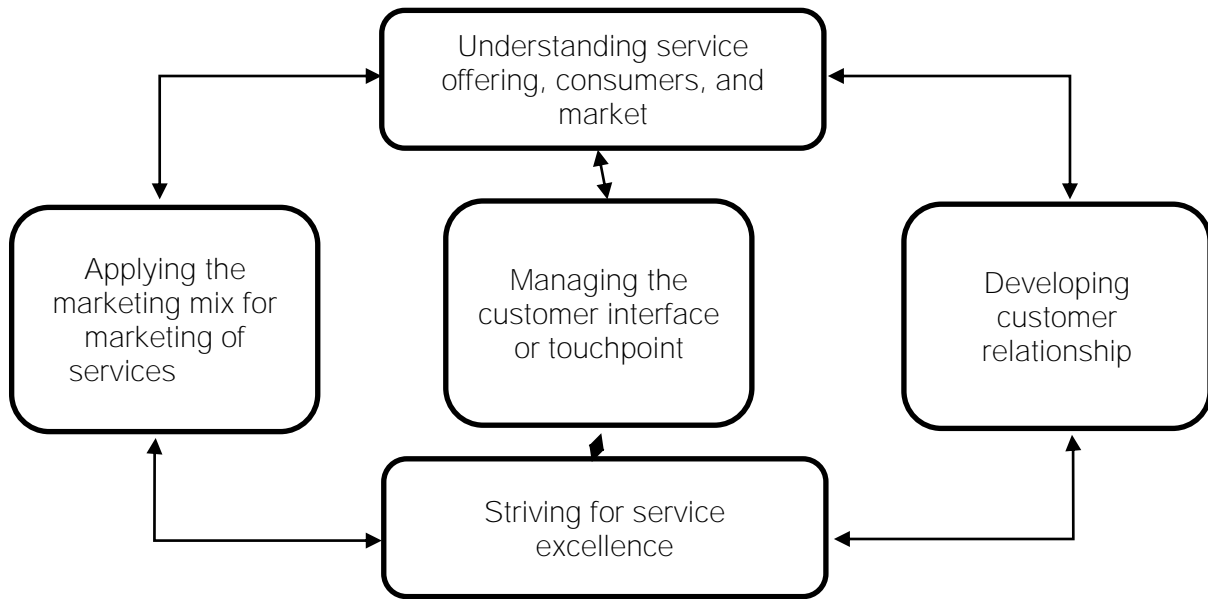 Understanding service
offering, consumers, and
market
Applying the
marketing mix for
marketing of
services
Managing the
customer interface
or touchpoint
Developing
customer
relationship
Striving for service
excellence